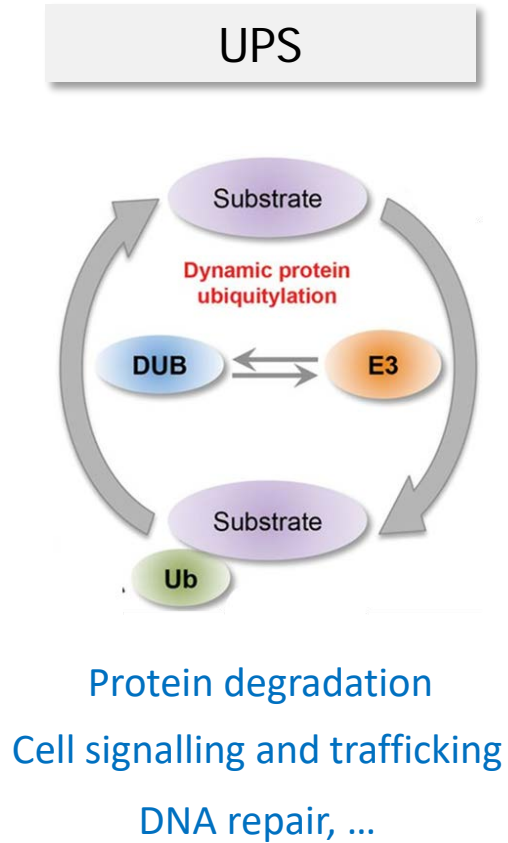 UPS
Substrate
Dynamic protein
ubiquitylation
DUB
E3
Substrate
Ub
Protein degradation
Cell signalling and trafficking
DNA repair, ...